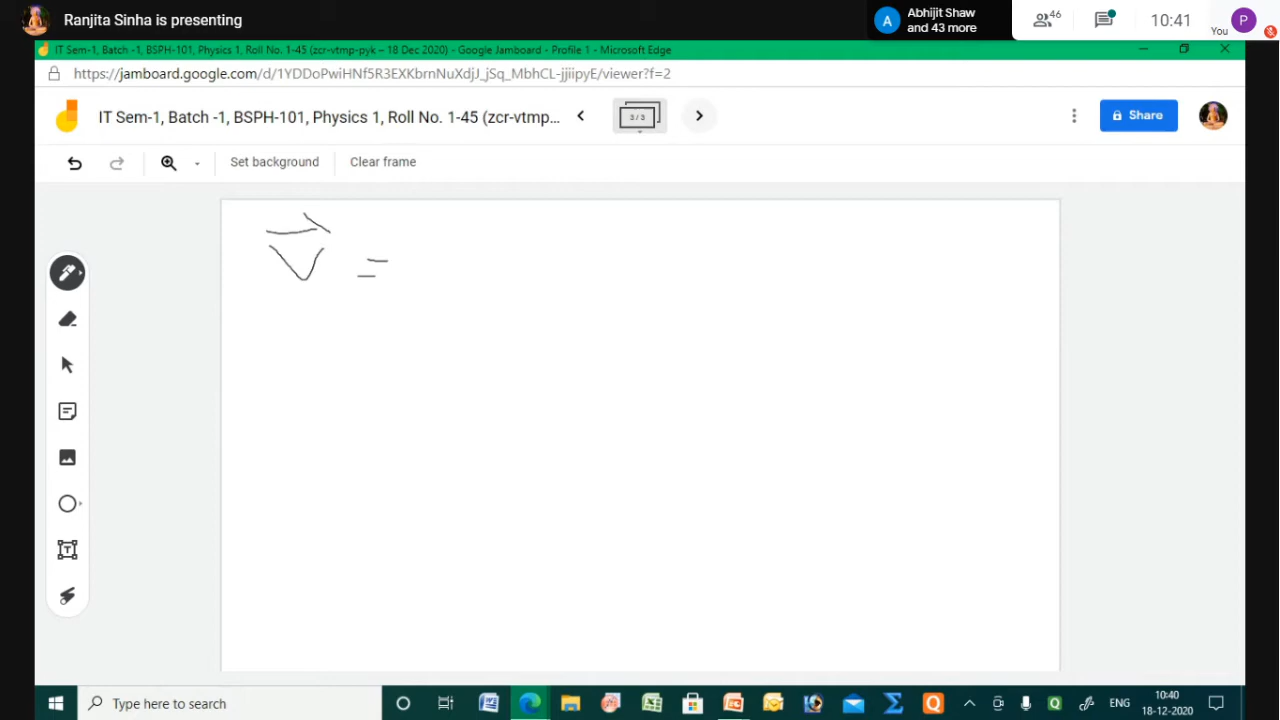 Ranjita Sinha is presenting
A
Abhijit Shaw
and 43 more
46
10:41
P
You
IT Sem-1, Batch -1, BSPH-101, Physics 1, Roll No. 1-45 (zcr-vtmp-pyk – 18 Dec 2020) - Google Jamboard - Profile 1 - Microsoft Edge
https://jamboard.google.com/d/1YDDoPwiHNf5R3EXKbrnNuXdjJ_jSq_MbhCL-jjiipyE/viewer?f=2
IT Sem-1, Batch -1, BSPH-101, Physics 1, Roll No. 1-45 (zcr-vtmp...
3 / 3
Share
Set background
Clear frame
V⃗ =
Type here to search
ENG
10:40
18-12-2020